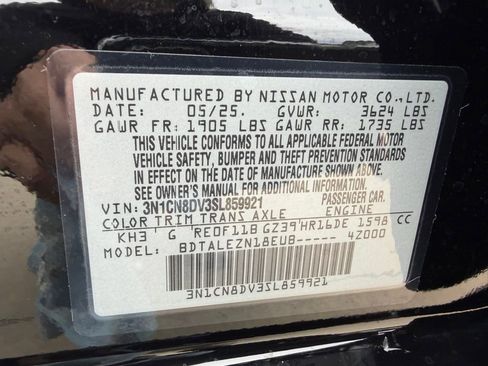 MANUFACTURED BY NISSAN MOTOR CO.,LTD.
DATE: 05/25. GVWR: 3624 LBS
GAWR FR: 1905 LBS GAWR RR: 1735 LBS
THIS VEHICLE CONFORMS TO ALL APPLICABLE FEDERAL MOTOR
VEHICLE SAFETY, BUMPER AND THEFT PREVENTION STANDARDS
IN EFFECT ON THE DATE OF MANUFACTURE SHOWN ABOVE.
SEE OWNER'S MANUAL FOR ADDITIONAL INFORMATION.
VIN: 3N1CN8DV3SL859921 PASSENGER CAR.
COLOR TRIM TRANS AXLE ENGINE
KH3 G RE0F11B GZ39 HR16DE 1598 CC
MODEL: BDTALEZN18EUB----- 4Z000
3N1CN8DV3SL859921